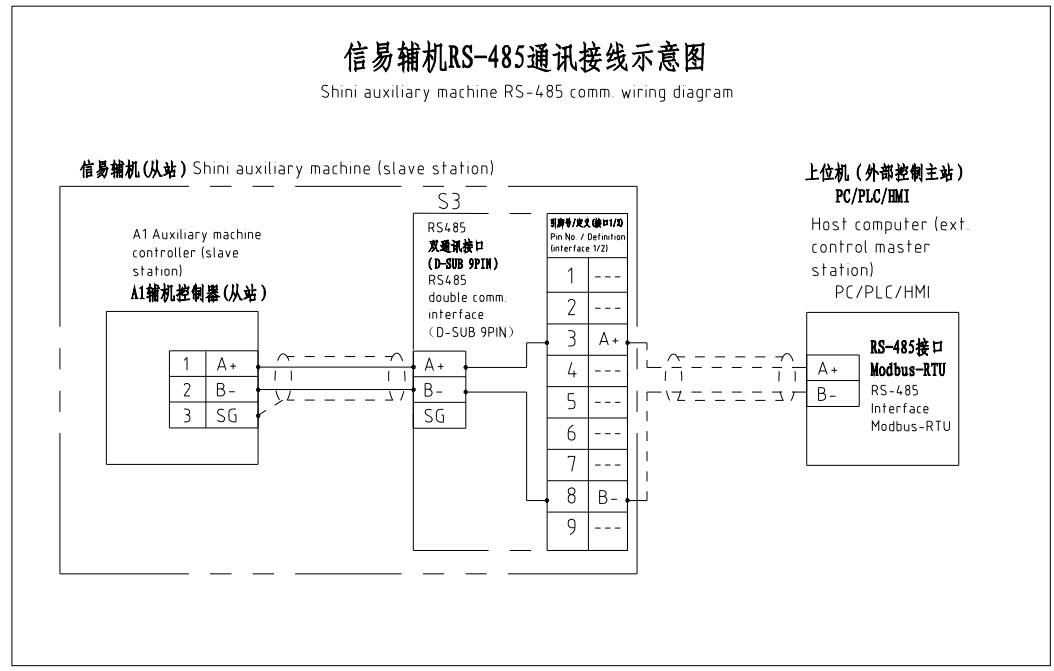 信易辅机RS-485通讯接线示意图
Shini auxiliary machine RS-485 comm. wiring diagram
信易辅机(从站) Shini auxiliary machine (slave station)
S3
A1 Auxiliary machine
controller (slave
station)
A1辅机控制器(从站)
1 A+
2 B-
3 SG
RS485
双通讯接口
(D-SUB 9PIN)
RS485
double comm.
interface
(D-SUB 9PIN)
A+
B-
SG
引脚号/定义(接口1/2)
Pin No. / Definition
(interface 1/2)
1 ---
2 ---
3 A+
4 ---
5 ---
6 ---
7 ---
8 B-
9 ---
上位机(外部控制主站)
PC/PLC/HMI
Host computer (ext.
control master
station)
PC/PLC/HMI
A+
B-
RS-485接口
Modbus-RTU
RS-485
Interface
Modbus-RTU